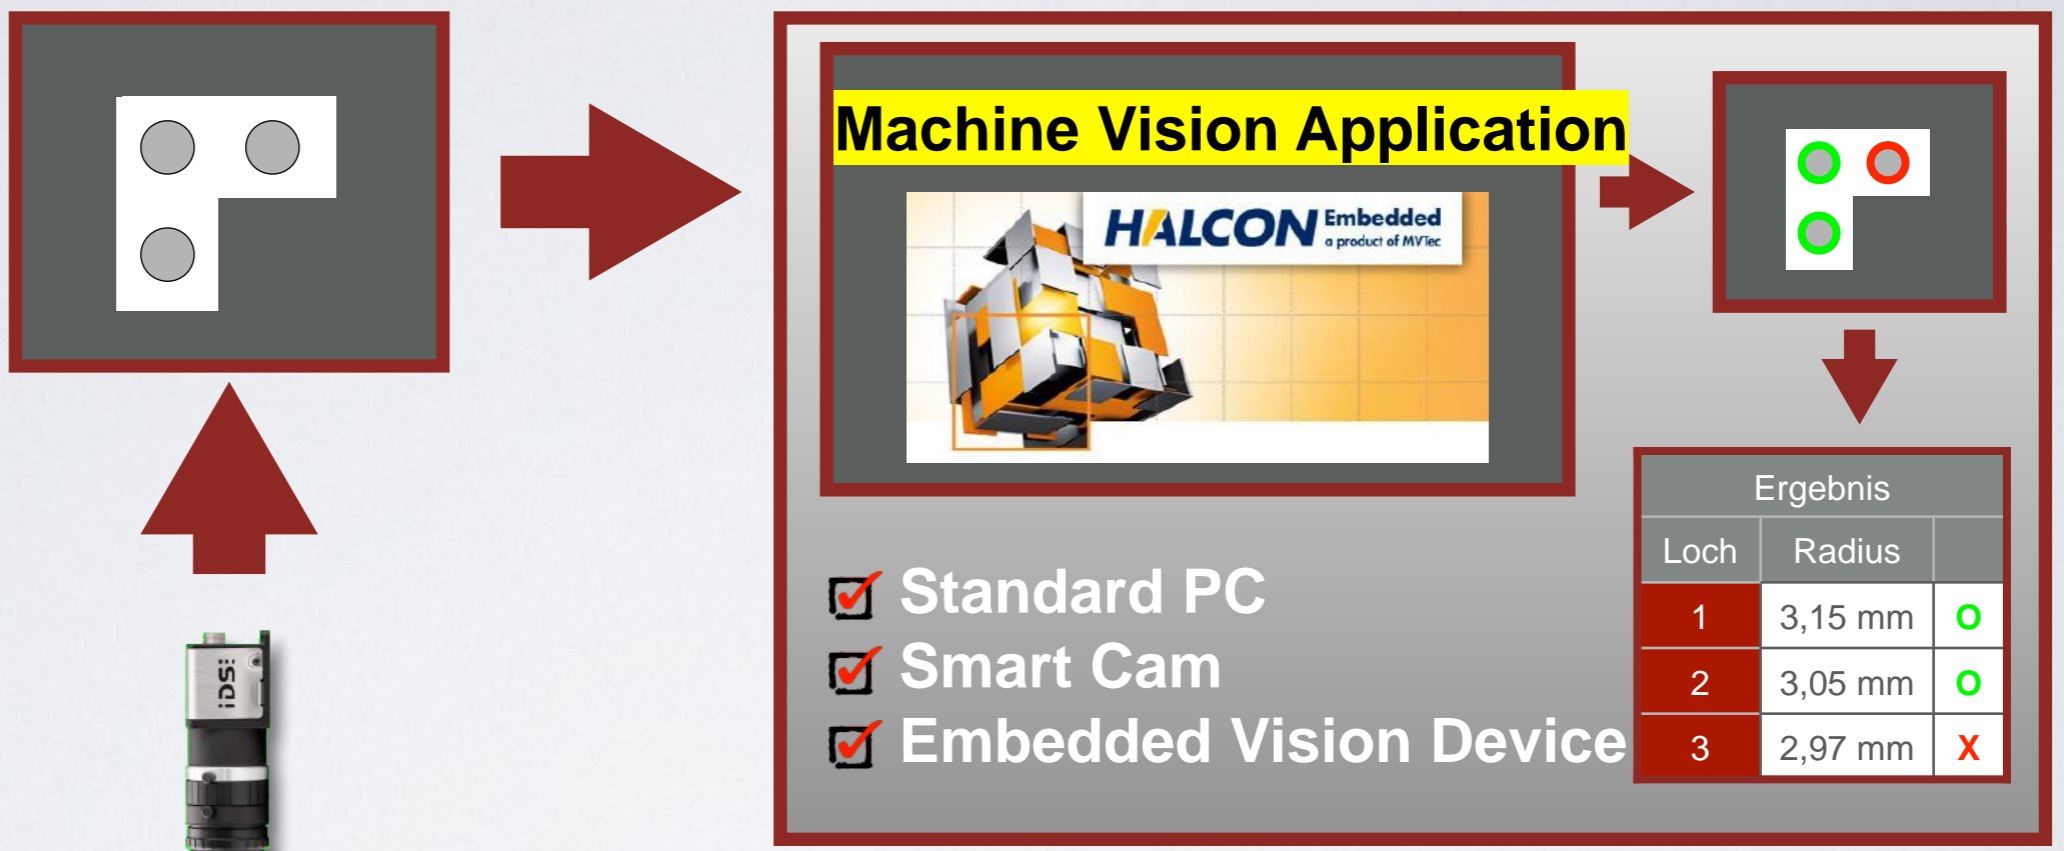 Machine Vision Application
HALCON Embedded
a product of MVTec
Ergebnis
Loch Radius
1 3,15 mm O
2 3,05 mm O
3 2,97 mm X
Standard PC
Smart Cam
Embedded Vision Device
iDS: